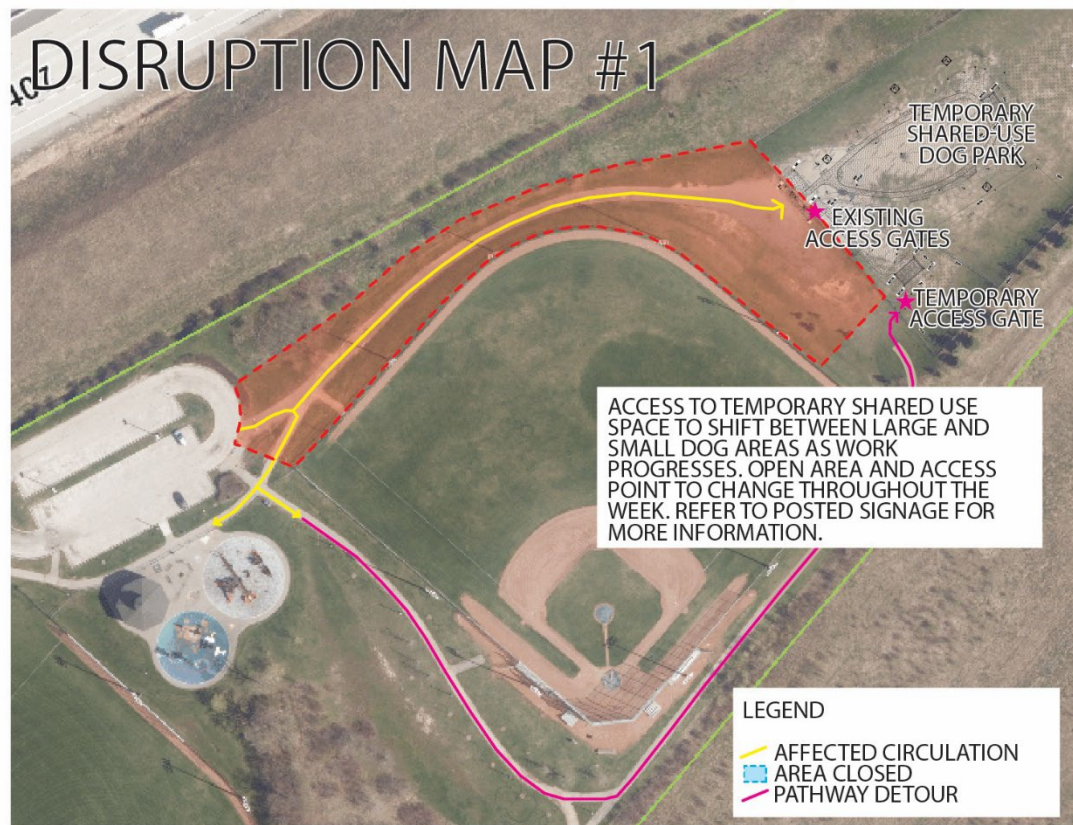 DISRUPTION MAP #1
407
TEMPORARY
SHARED-USE
DOG PARK
EXISTING
ACCESS GATES
TEMPORARY
ACCESS GATE
ACCESS TO TEMPORARY SHARED USE
SPACE TO SHIFT BETWEEN LARGE AND
SMALL DOG AREAS AS WORK
PROGRESSES. OPEN AREA AND ACCESS
POINT TO CHANGE THROUGHOUT THE
WEEK. REFER TO POSTED SIGNAGE FOR
MORE INFORMATION.
LEGEND
AFFECTED CIRCULATION
AREA CLOSED
PATHWAY DETOUR